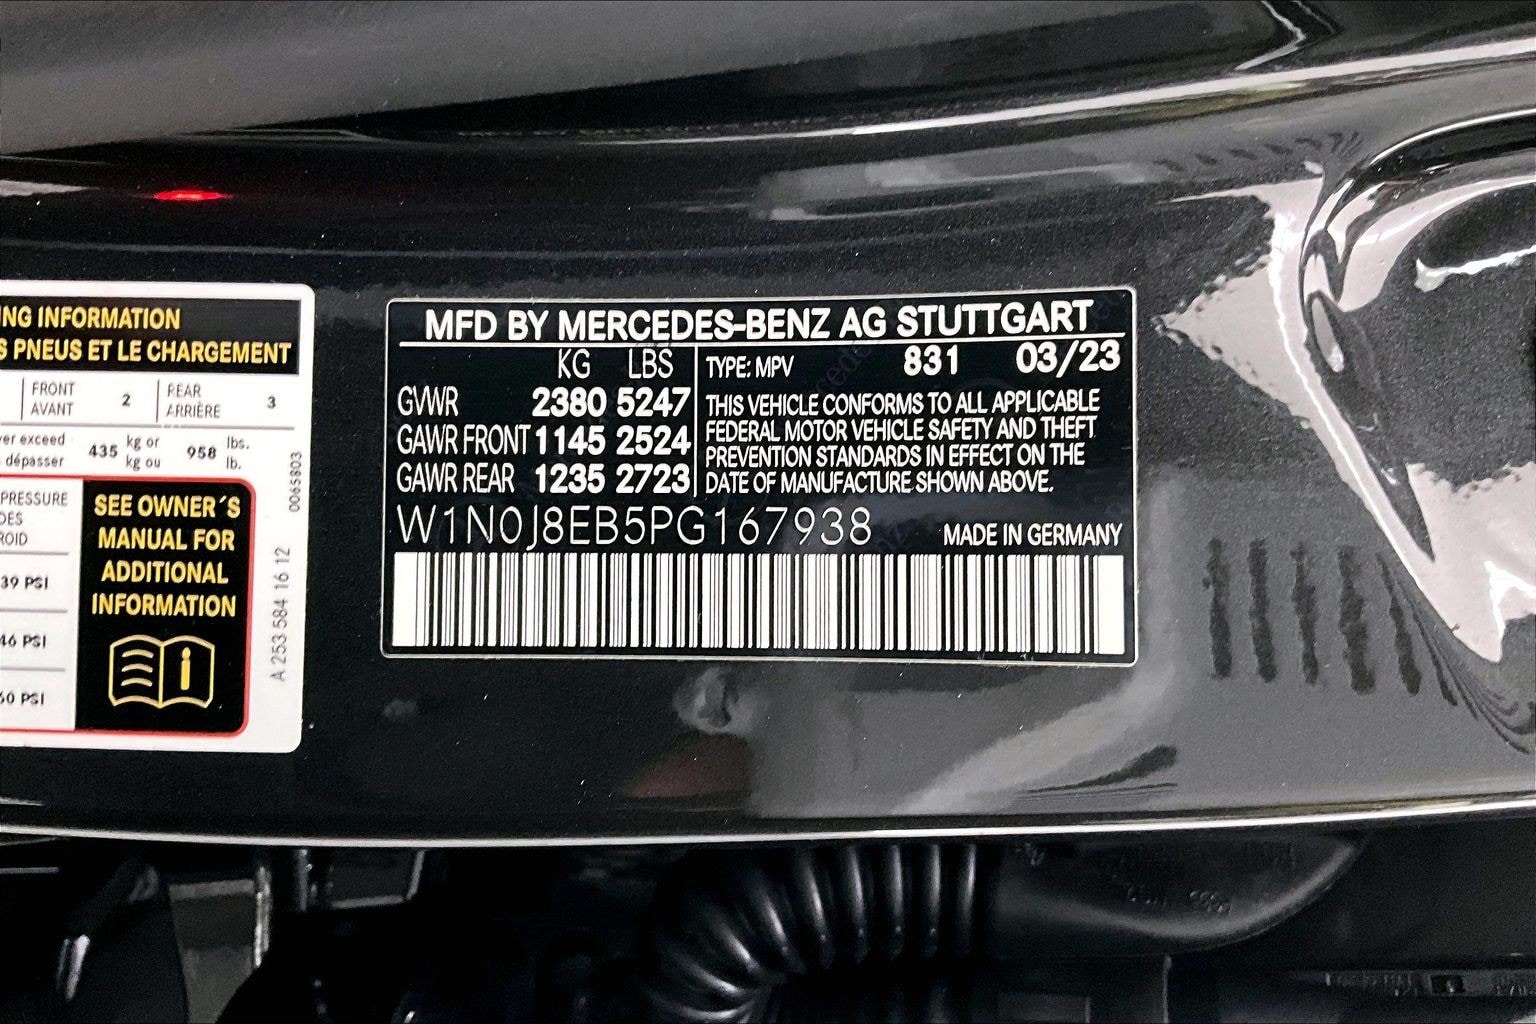 NG INFORMATION
S PNEUS ET LE CHARGEMENT
FRONT
AVANT
2
REAR
ARRIÈRE
3
er exceed
dépasser
435
kg or
kg ou
958
lbs.
lb.
PRESSURE
DES
ROID
39 PSI
46 PSI
60 PSI
SEE OWNER´S
MANUAL FOR
ADDITIONAL
INFORMATION
0065803
A 253 584 16 12
MFD BY MERCEDES-BENZ AG STUTTGART
KG LBS
GVWR 2380 5247
GAWR FRONT 1145 2524
GAWR REAR 1235 2723
TYPE: MPV 831 03/23
THIS VEHICLE CONFORMS TO ALL APPLICABLE
FEDERAL MOTOR VEHICLE SAFETY AND THEFT
PREVENTION STANDARDS IN EFFECT ON THE
DATE OF MANUFACTURE SHOWN ABOVE.
W1N0J8EB5PG167938
MADE IN GERMANY